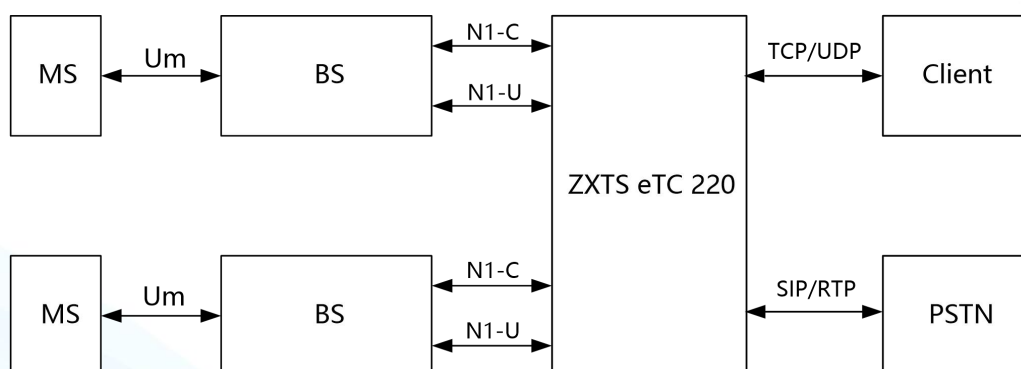 MS
Um
BS
N1-C
N1-U
ZXTS eTC 220
TCP/UDP
Client
MS
Um
BS
N1-C
N1-U
SIP/RTP
PSTN